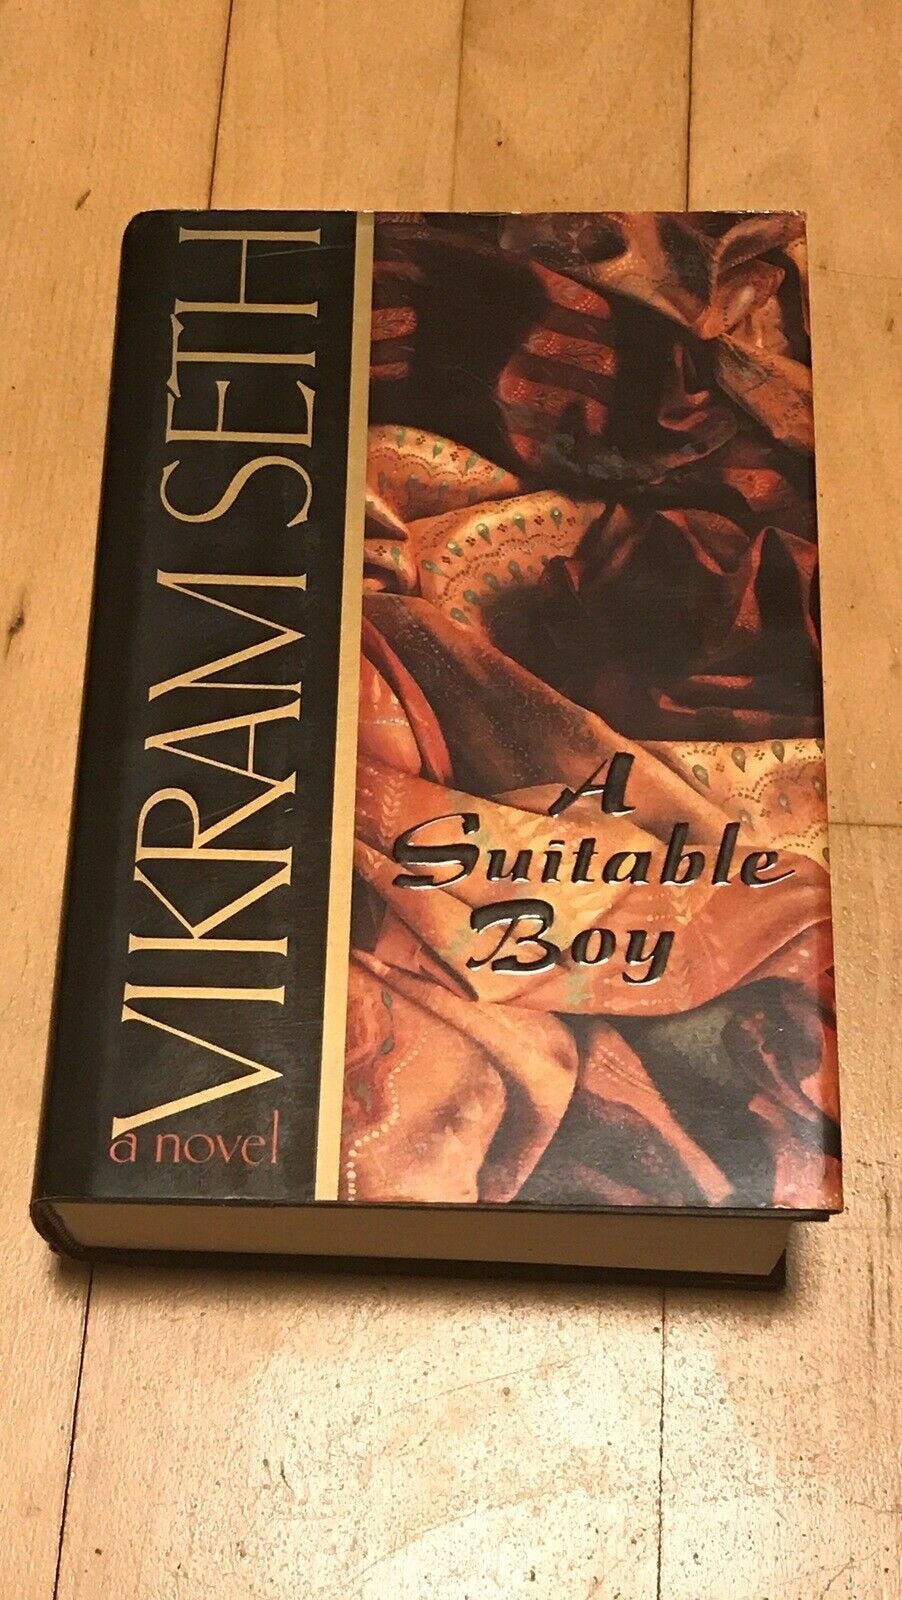 VIKRAM SETH
a novel
A
Suitable
Boy